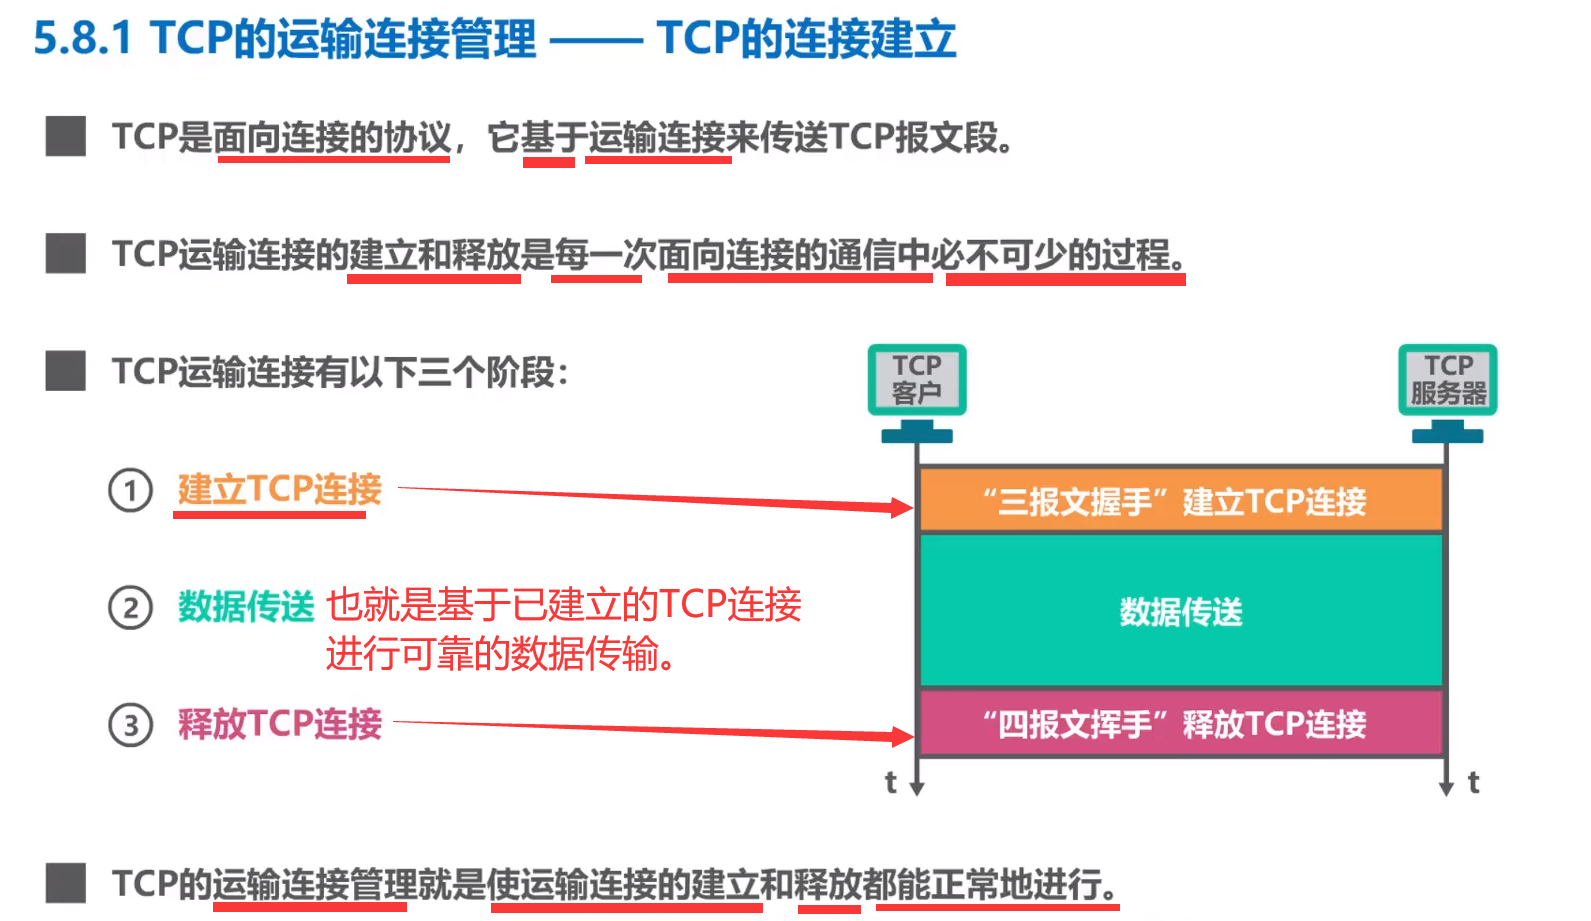 5.8.1 TCP的运输连接管理 —— TCP的连接建立
TCP是面向连接的协议，它基于运输连接来传送TCP报文段。
TCP运输连接的建立和释放是每一次面向连接的通信中必不可少的过程。
TCP运输连接有以下三个阶段：
① 建立TCP连接
② 数据传送 也就是基于已建立的TCP连接
进行可靠的数据传输。
③ 释放TCP连接
TCP
客户
TCP
服务器
“三报文握手”建立TCP连接
数据传送
“四报文挥手”释放TCP连接
t
t
TCP的运输连接管理就是使运输连接的建立和释放都能正常地进行。